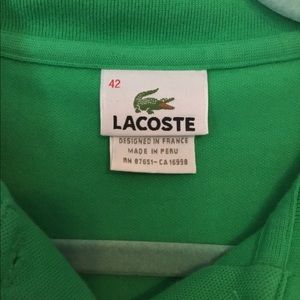 42
LACOSTE
DESIGNED IN FRANCE
MADE IN PERU
RN 87651-CA 16998